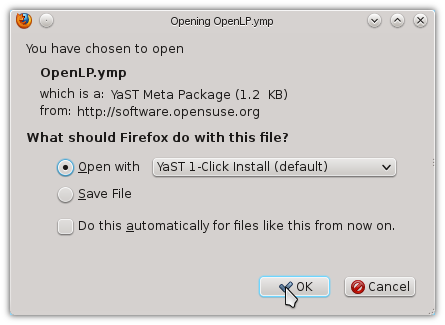 Opening OpenLP.ymp
You have chosen to open
OpenLP.ymp
which is a: YaST Meta Package (1.2 KB)
from: http://software.opensuse.org
What should Firefox do with this file?
Open with YaST 1-Click Install (default)
Save File
Do this automatically for files like this from now on.
OK Cancel